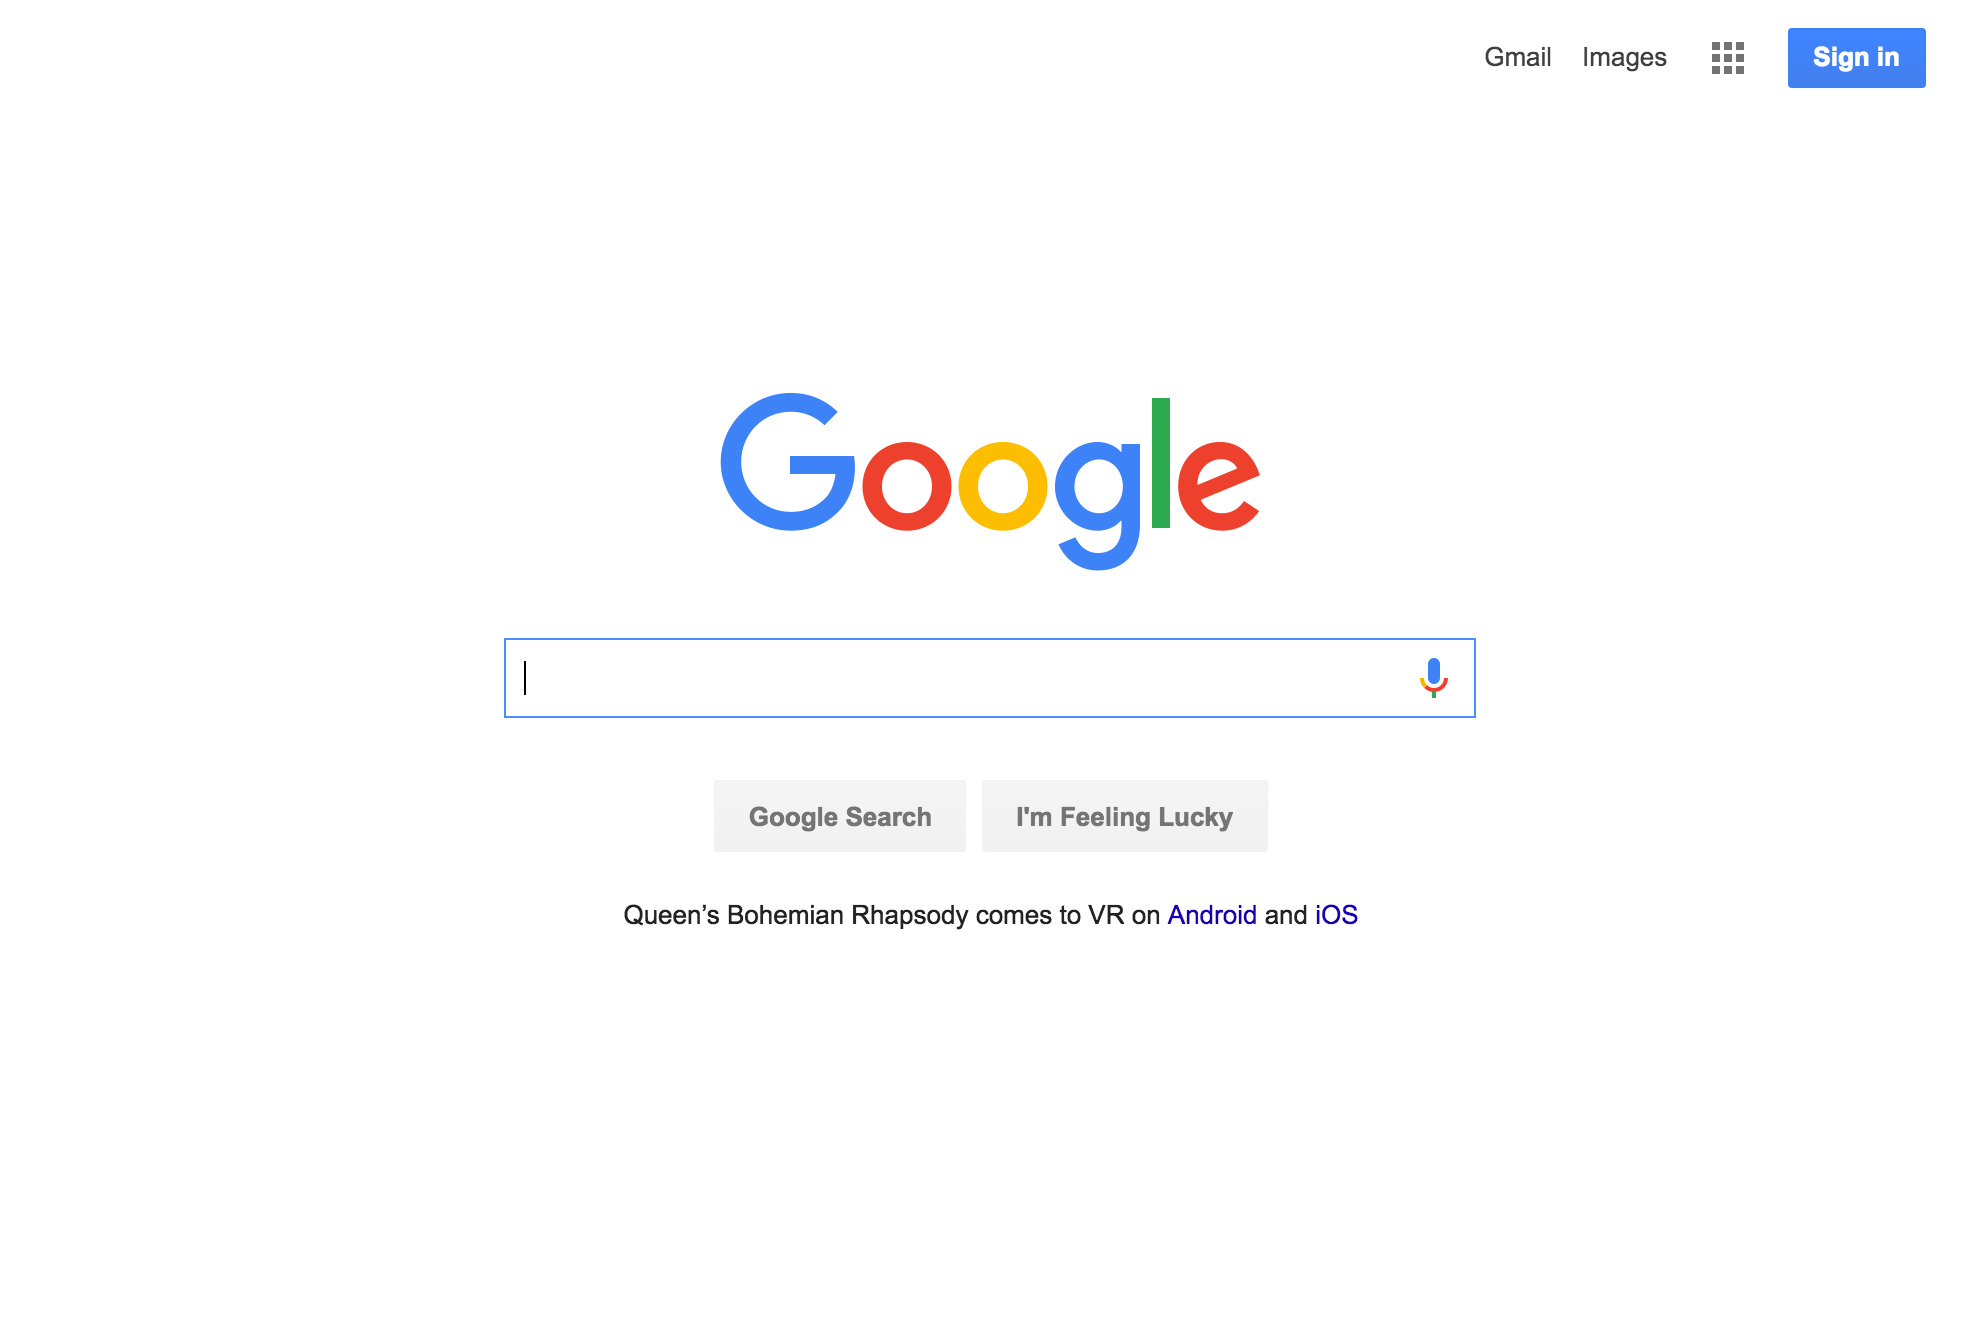 Gmail Images Sign in
Google
Google Search I'm Feeling Lucky
Queen’s Bohemian Rhapsody comes to VR on Android and iOS